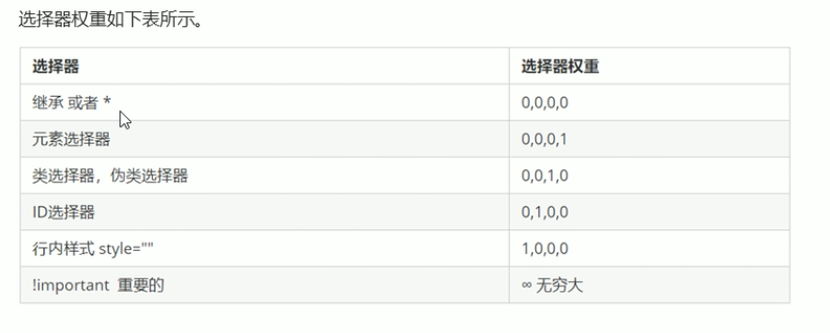 选择器权重如下表所示。
选择器 选择器权重
继承 或者 * 0,0,0,0
元素选择器 0,0,0,1
类选择器，伪类选择器 0,0,1,0
ID选择器 0,1,0,0
行内样式 style="" 1,0,0,0
!important 重要的 ∞ 无穷大